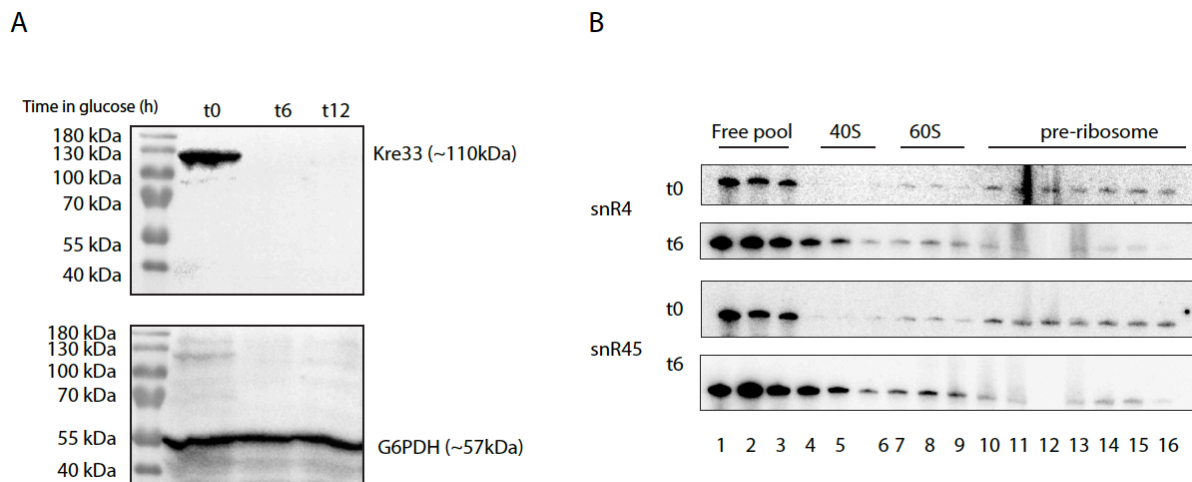 A
Time in glucose (h) t0 t6 t12
180 kDa
130 kDa
100 kDa
70 kDa
55 kDa
40 kDa
Kre33 (~110kDa)
180 kDa
130 kDa
100 kDa
70 kDa
55 kDa
40 kDa
G6PDH (~57kDa)
B
Free pool 40S 60S pre-ribosome
snR4
t0
t6
snR45
t0
t6
1 2 3 4 5 6 7 8 9 10 11 12 13 14 15 16